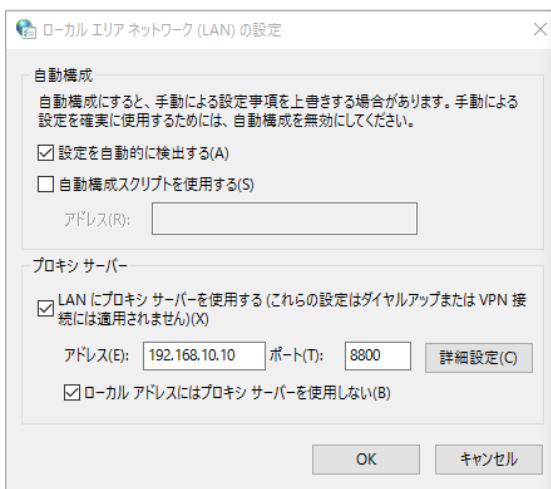 ローカル エリア ネットワーク (LAN) の設定
自動構成
自動構成にすると、手動による設定事項を上書きする場合があります。手動による
設定を確実に使用するためには、自動構成を無効にしてください。
設定を自動的に検出する(A)
自動構成スクリプトを使用する(S)
アドレス(R):
プロキシ サーバー
LAN にプロキシ サーバーを使用する (これらの設定はダイヤルアップまたは VPN 接
続には適用されません)(X)
アドレス(E): 192.168.10.10 ポート(T): 8800 詳細設定(C)
ローカル アドレスにはプロキシ サーバーを使用しない(B)
OK キャンセル